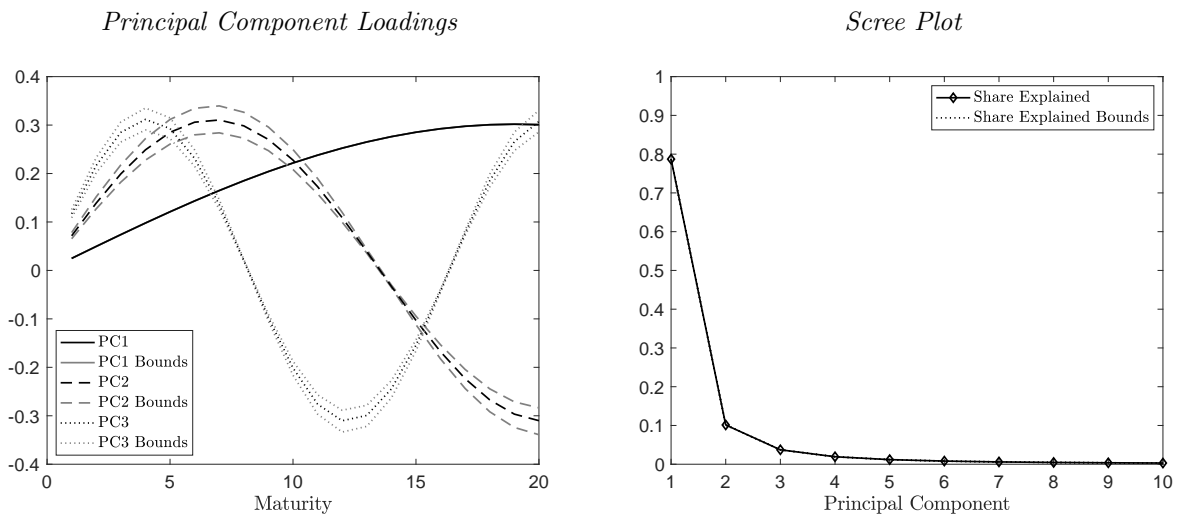 Principal Component Loadings
0.4
0.3
0.2
0.1
0
-0.1
-0.2
-0.3
-0.4
PC1
PC1 Bounds
PC2
PC2 Bounds
PC3
PC3 Bounds
0 5 10 15 20
Maturity
Scree Plot
1
0.9
0.8
0.7
0.6
0.5
0.4
0.3
0.2
0.1
0
Share Explained
Share Explained Bounds
1 2 3 4 5 6 7 8 9 10
Principal Component